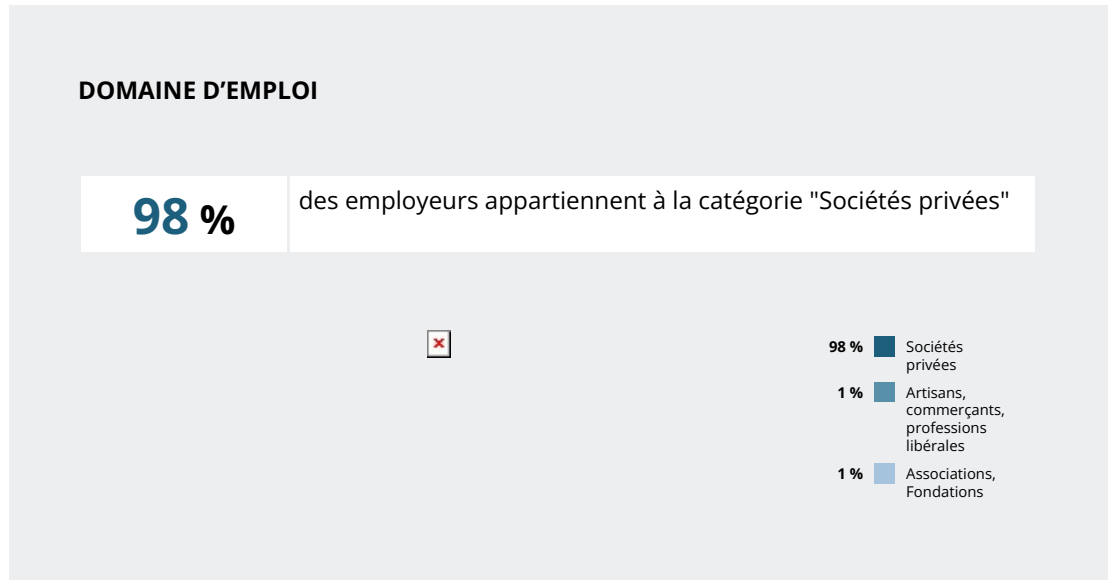 DOMAINE D’EMPLOI
98 %
des employeurs appartiennent à la catégorie "Sociétés privées"
98 % Sociétés
privées
1 % Artisans,
commerçants,
professions
libérales
1 % Associations,
Fondations